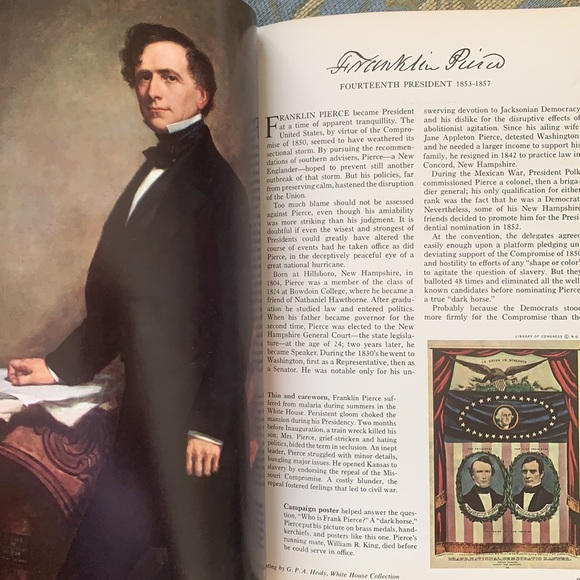 Franklin Pierce
FOURTEENTH PRESIDENT 1853-1857
FRANKLIN PIERCE became President
at a time of apparent tranquillity. The
United States, by virtue of the Compro-
mise of 1850, seemed to have weathered its
sectional storm. By pursuing the recommen-
dations of southern advisers, Pierce—a New
Englander—hoped to prevent still another
outbreak of that storm. But his policies, far
from preserving calm, hastened the disruption
of the Union.
Too much blame should not be assessed
against Pierce, even though his amiability
was more striking than his judgment. It is
doubtful if even the wisest and strongest of
Presidents could greatly have altered the
course of events had he taken office as did
Pierce, in the deceptively peaceful eye of a
great national hurricane.
Born at Hillsboro, New Hampshire, in
1804, Pierce was a member of the class of
1824 at Bowdoin College, where he became a
friend of Nathaniel Hawthorne. After gradu-
ation he studied law and entered politics.
When his father became governor for the
second time, Pierce was elected to the New
Hampshire General Court—the state legisla-
ture—at the age of 24; two years later, he
became Speaker. During the 1830's he went to
Washington, first as a Representative, then as
a Senator. He was notable only for his un-
Thin and careworn, Franklin Pierce suf-
fered from malaria during summers in the
White House. Persistent gloom choked the
mansion during his Presidency. Two months
before Inauguration, a train wreck killed his
son; Mrs. Pierce, grief-stricken and hating
politics, bided the term in seclusion. An inept
leader, Pierce struggled with minor details,
bungling major issues. He opened Kansas to
slavery by endorsing the repeal of the Mis-
souri Compromise. A costly blunder, the
repeal fostered feelings that led to civil war.
Campaign poster helped answer the ques-
tion, "Who is Frank Pierce?" A "dark horse,"
Pierce put his picture on brass medals, hand-
kerchiefs, and posters like this one. Pierce's
running mate, William R. King, died before
he could serve in office.
ting by G. P. A. Healy, White House Collection
swerving devotion to Jacksonian Democracy
and his dislike for the disruptive effects of
abolitionist agitation. Since his ailing wife,
Jane Appleton Pierce, detested Washington
and he needed a larger income to support his
family, he resigned in 1842 to practice law in
Concord, New Hampshire.
During the Mexican War, President Polk
commissioned Pierce a colonel, then a briga-
dier general; his only qualification for either
rank was the fact that he was a Democrat.
Nevertheless, some of his New Hampshire
friends decided to promote him for the Presi-
dential nomination in 1852.
At the convention, the delegates agreed
easily enough upon a platform pledging un-
deviating support of the Compromise of 1850
and hostility to efforts of any "shape or color"
to agitate the question of slavery. But they
balloted 48 times and eliminated all the well-
known candidates before nominating Pierce,
a true "dark horse."
Probably because the Democrats stood
more firmly for the Compromise than the
LIBRARY OF CONGRESS © N.G.
GRAND, NATIONAL, DEMOCRATIC BANNER.